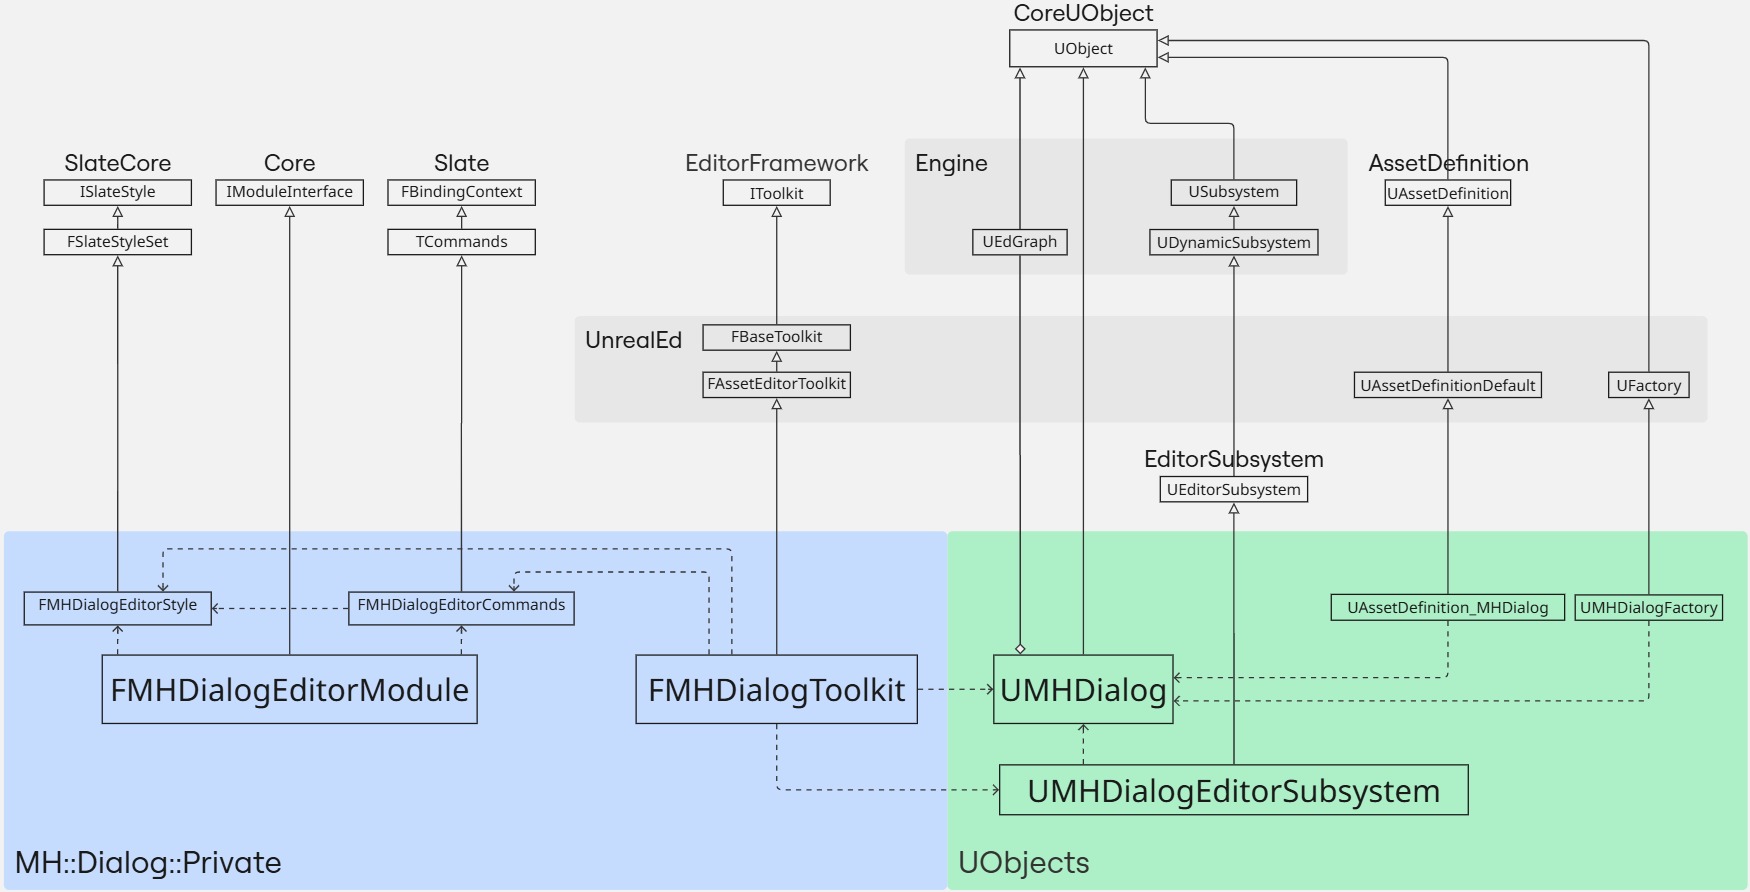 CoreUObject
UObject
SlateCore
Core
Slate
EditorFramework
Engine
AssetDefinition
ISlateStyle
IModuleInterface
FBindingContext
IToolkit
USubsystem
UAssetDefinition
FSlateStyleSet
TCommands
UEdGraph
UDynamicSubsystem
UnrealEd
FBaseToolkit
FAssetEditorToolkit
UAssetDefinitionDefault
UFactory
EditorSubsystem
UEditorSubsystem
FMHDialogEditorStyle
FMHDialogEditorCommands
UAssetDefinition_MHDialog
UMHDialogFactory
FMHDialogEditorModule
FMHDialogToolkit
UMHDialog
UMHDialogEditorSubsystem
MH::Dialog::Private
UObjects